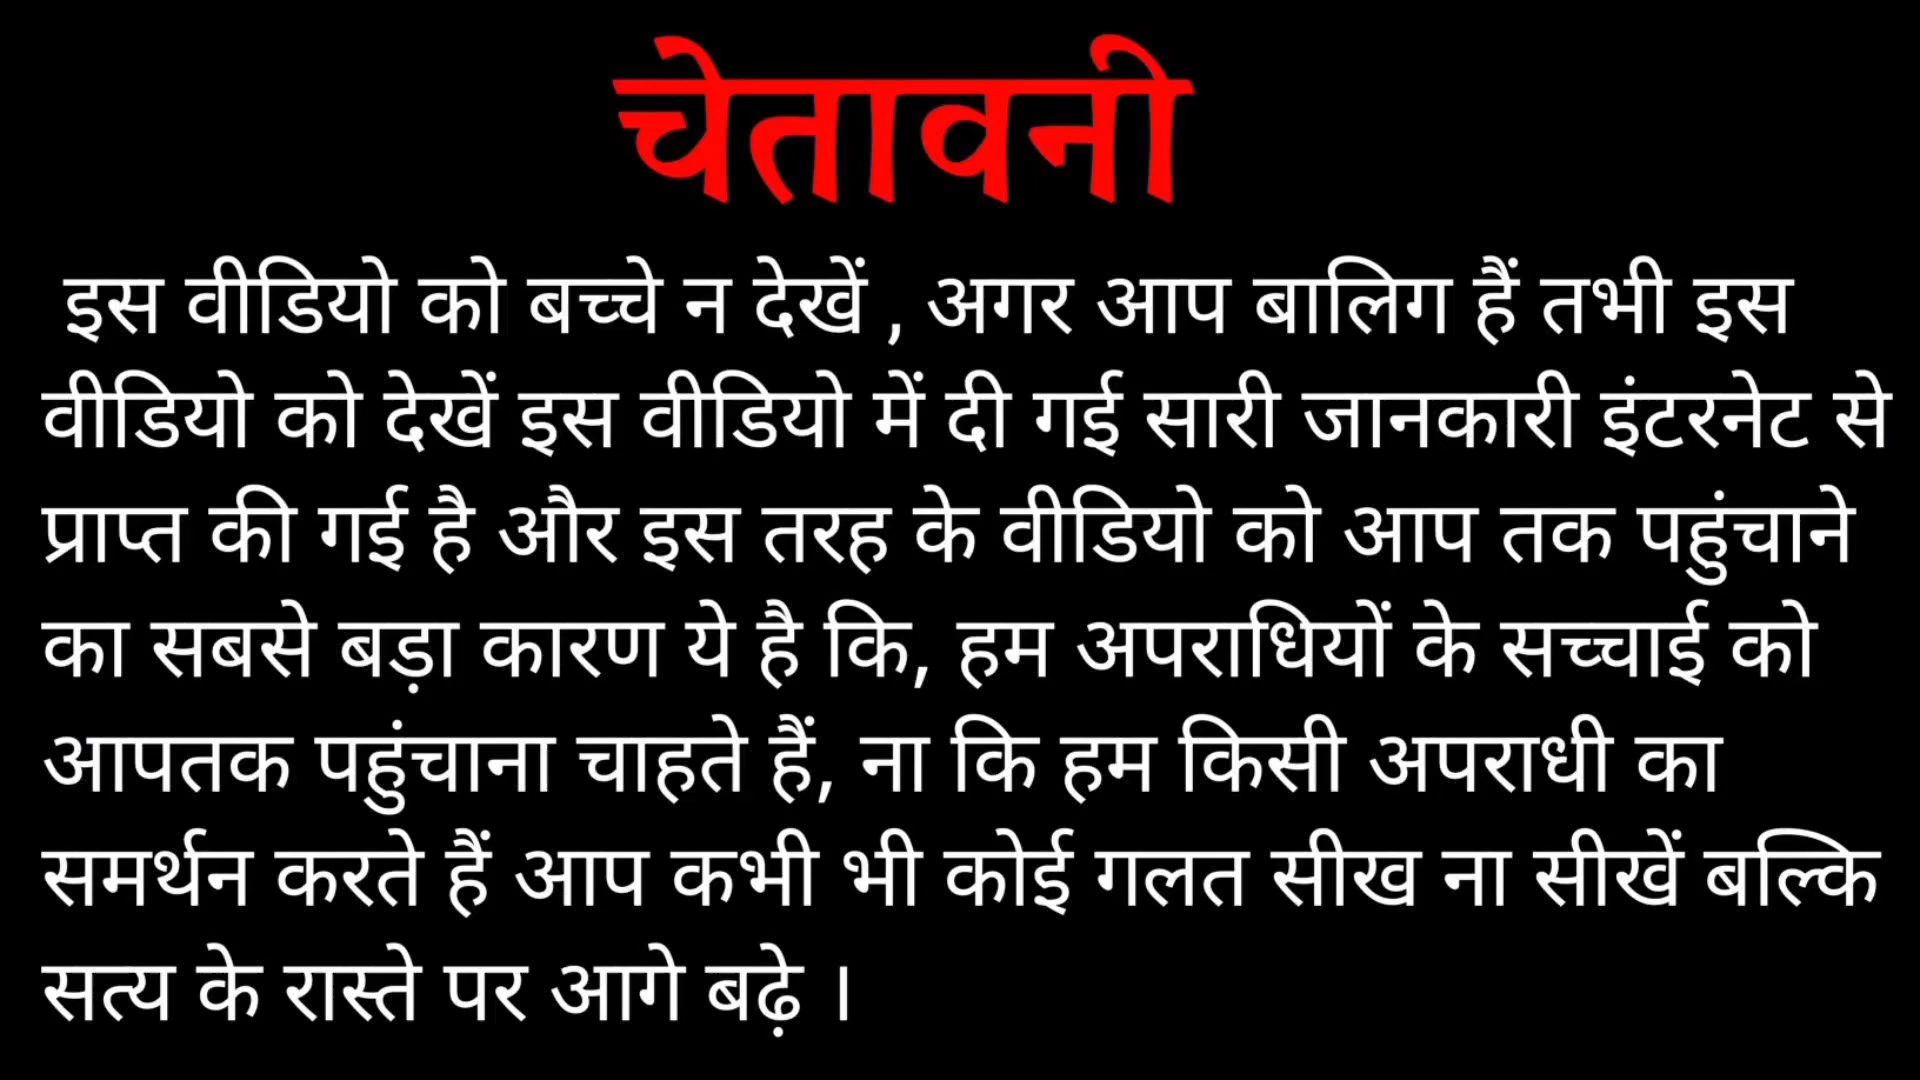 चेतावनी
इस वीडियो को बच्चे न देखें , अगर आप बालिग हैं तभी इस
वीडियो को देखें इस वीडियो में दी गई सारी जानकारी इंटरनेट से
प्राप्त की गई है और इस तरह के वीडियो को आप तक पहुंचाने
का सबसे बड़ा कारण ये है कि, हम अपराधियों के सच्चाई को
आपतक पहुंचाना चाहते हैं, ना कि हम किसी अपराधी का
समर्थन करते हैं आप कभी भी कोई गलत सीख ना सीखें बल्कि
सत्य के रास्ते पर आगे बढ़े ।